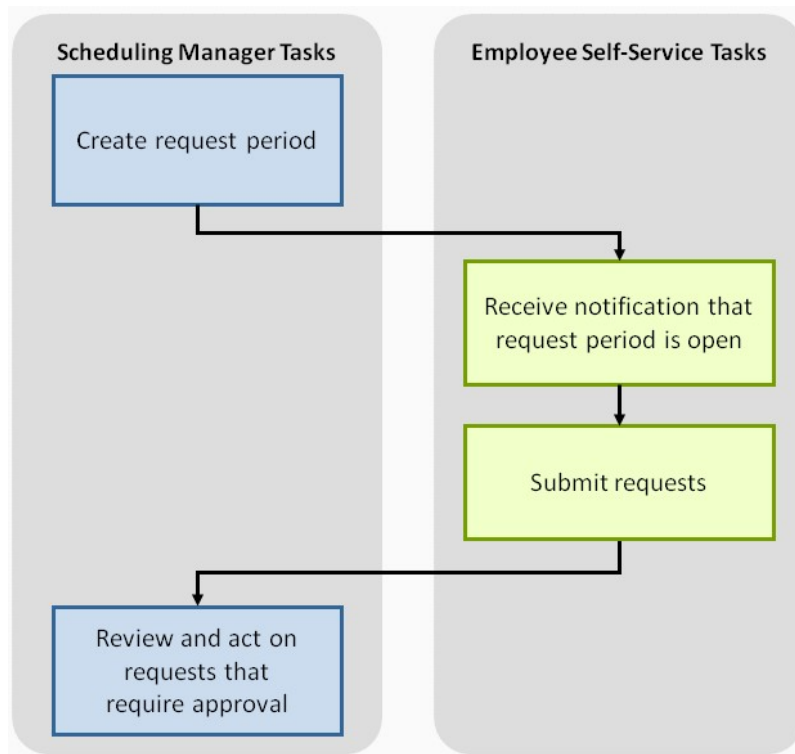 Scheduling Manager Tasks
Employee Self-Service Tasks
Create request period
Receive notification that
request period is open
Submit requests
Review and act on
requests that
require approval